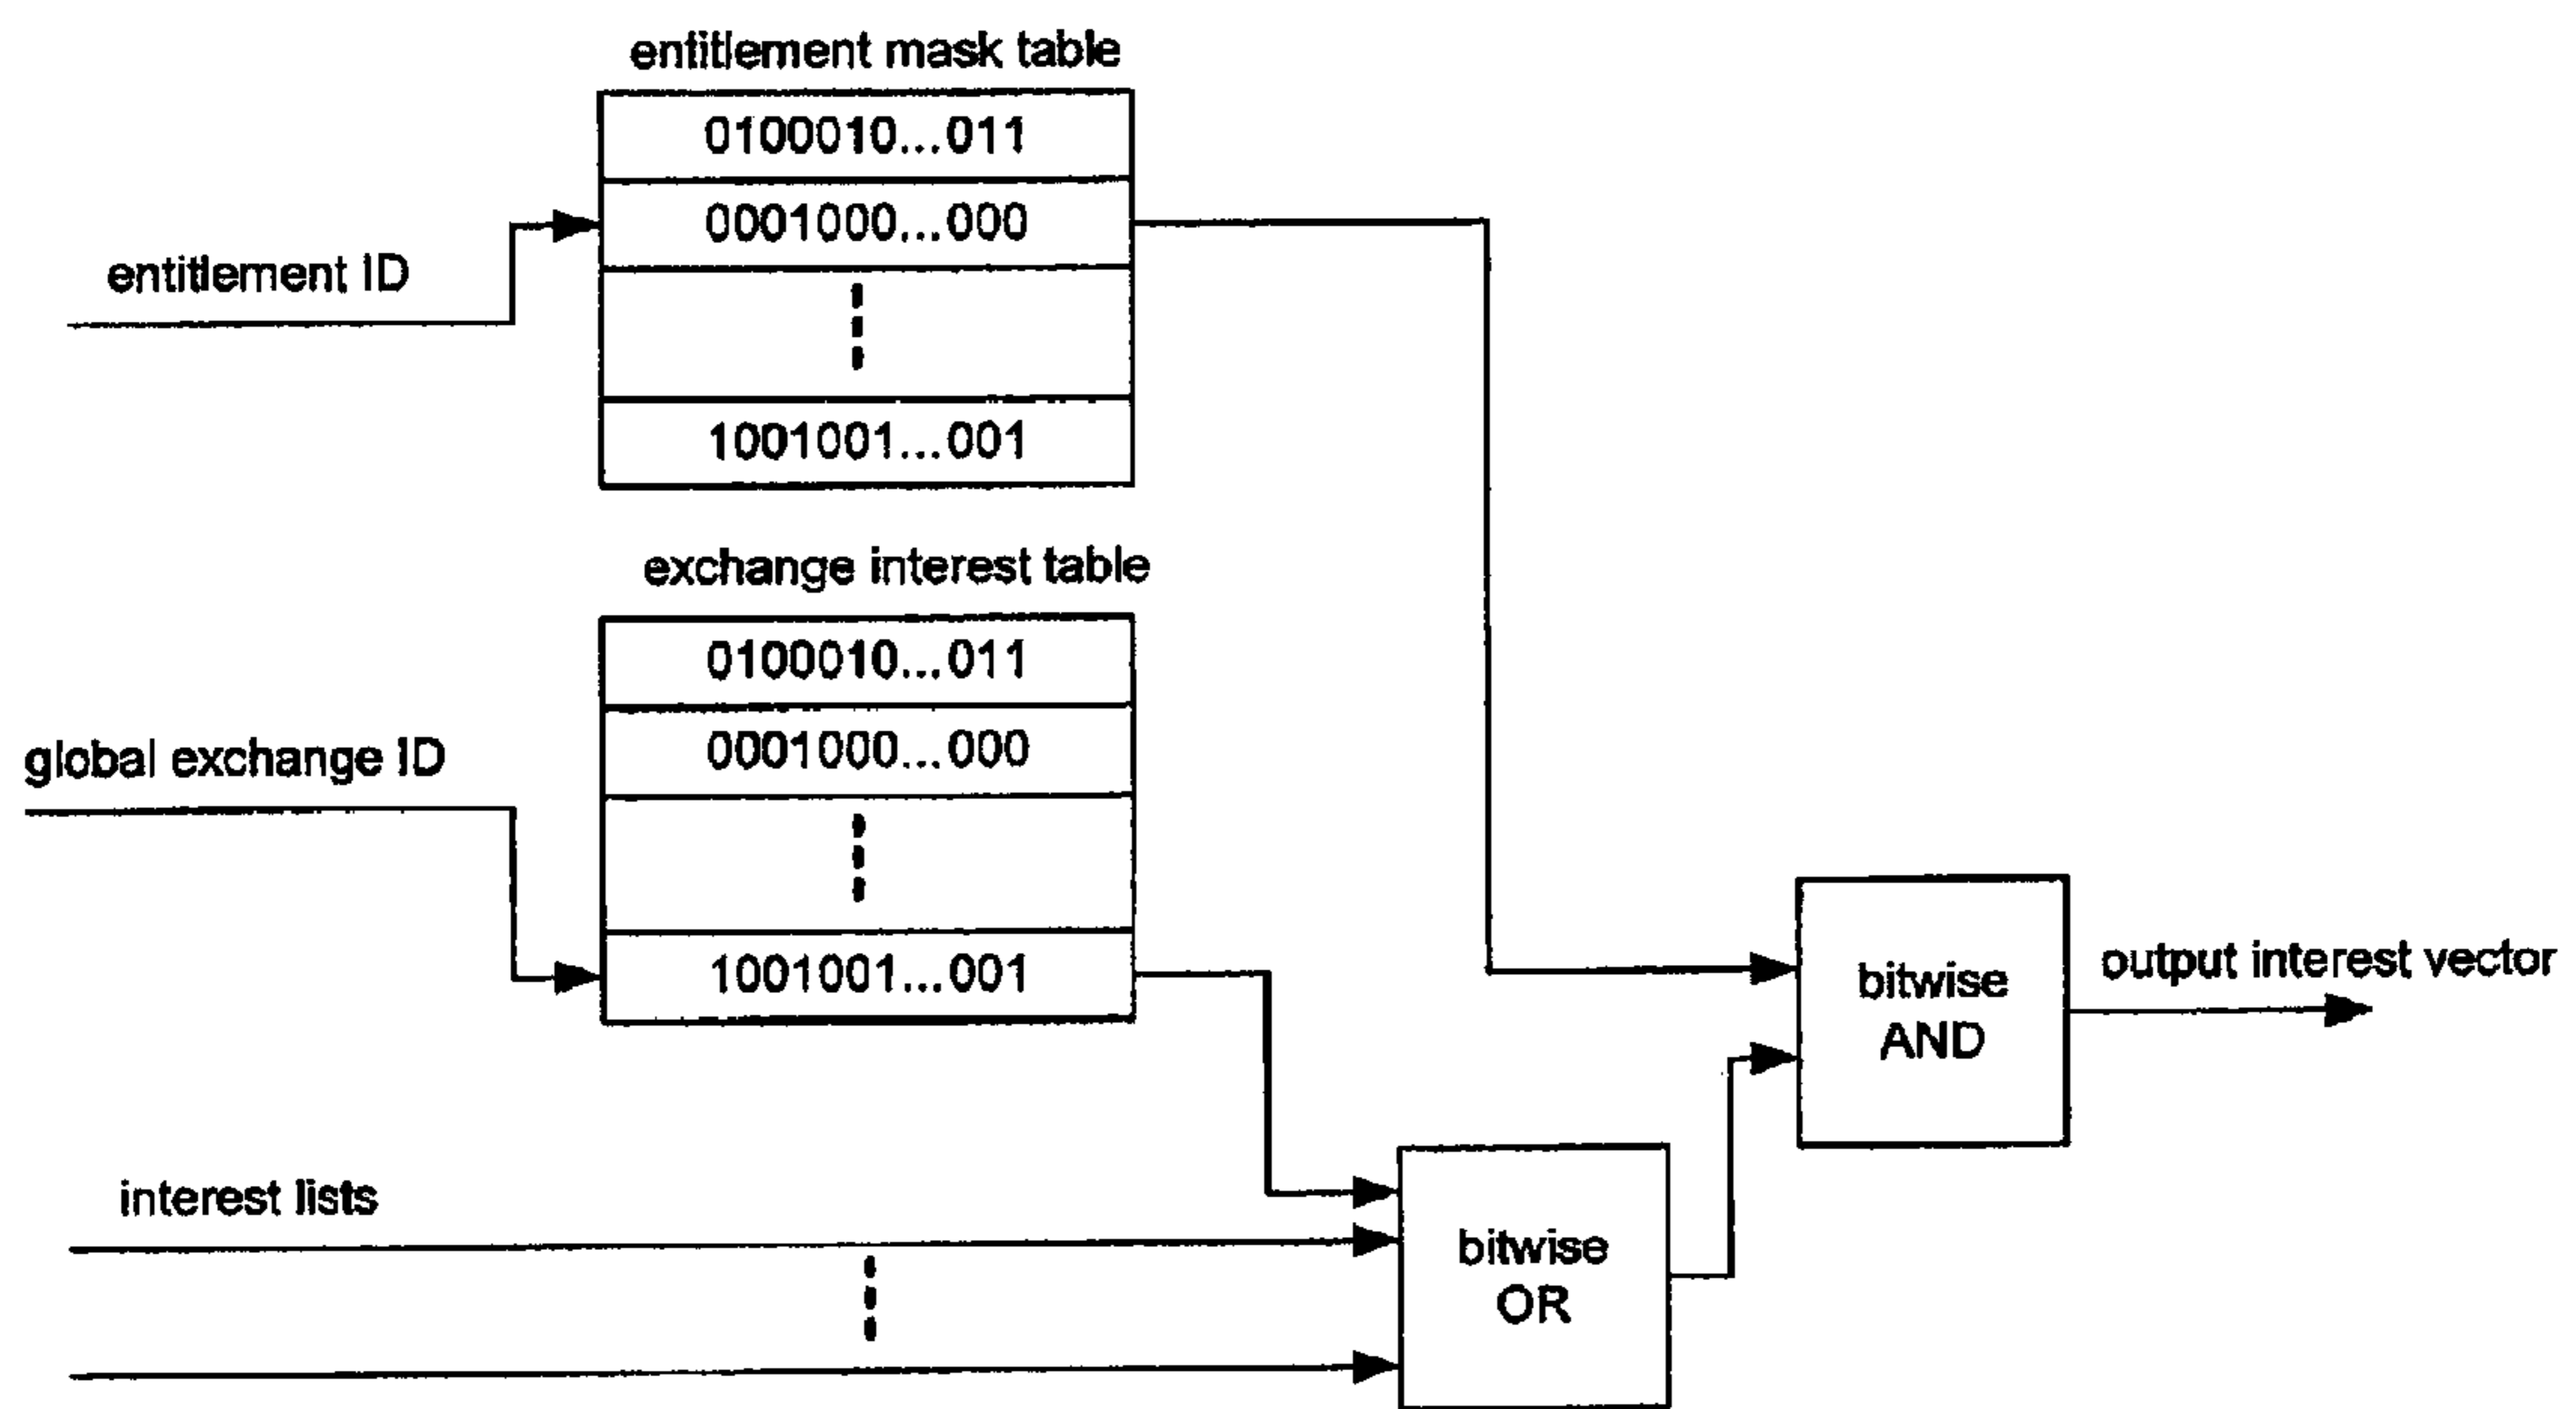 entitlement mask table
0100010...011
0001000...000
1001001...001
entitlement ID
exchange interest table
0100010...011
0001000...000
1001001...001
global exchange ID
interest lists
bitwise
OR
bitwise
AND
output interest vector